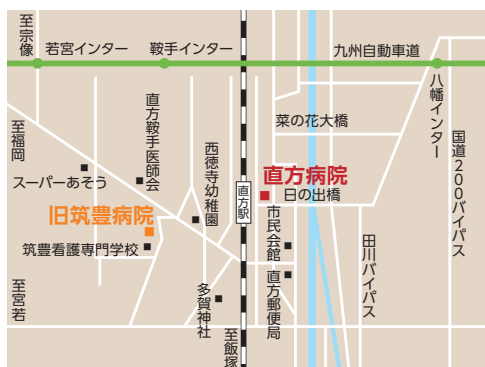 至宗像
若宮インター
鞍手インター
九州自動車道
八幡インター
国道200バイパス
菜の花大橋
至福岡
直方鞍手医師会
西徳寺幼稚園
スーパーあそう
直方駅
直方病院
日の出橋
旧筑豊病院
市民会館
筑豊看護専門学校
田川バイパス
至宮若
多賀神社
直方郵便局
至飯塚